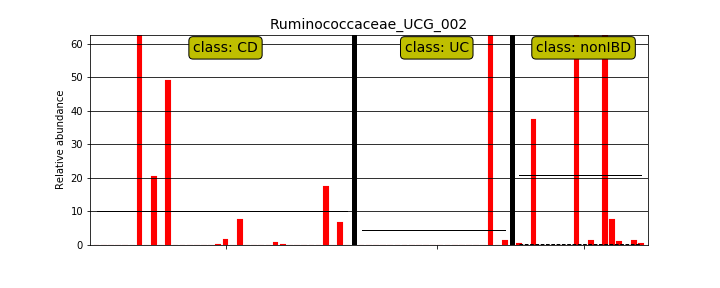 Ruminococcaceae_UCG_002
class: CD
class: UC
class: nonIBD
Relative abundance
60
50
40
30
20
10
0